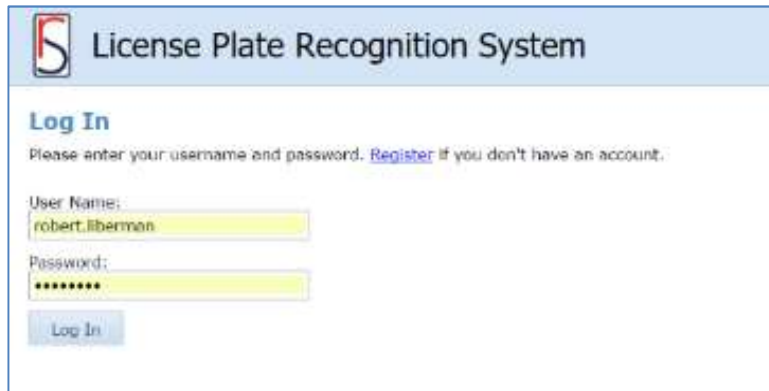 rs
License Plate Recognition System
Log In
Please enter your username and password. Register if you don't have an account.
User Name:
robert.liberman
Password:
••••••••
Log In